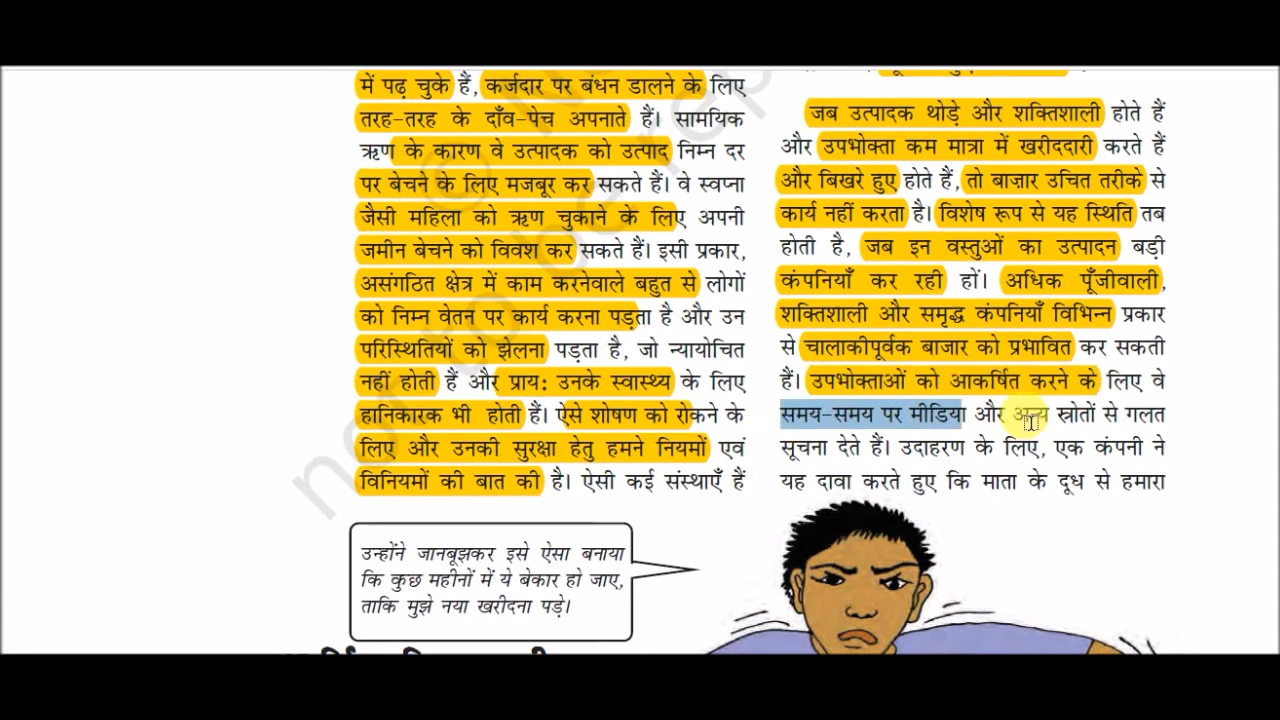 में पढ़ चुके हैं, कर्जदार पर बंधन डालने के लिए
तरह-तरह के दाँव-पेच अपनाते हैं। सामयिक
ऋण के कारण वे उत्पादक को उत्पाद निम्न दर
पर बेचने के लिए मजबूर कर सकते हैं। वे स्वप्ना
जैसी महिला को ऋण चुकाने के लिए अपनी
जमीन बेचने को विवश कर सकते हैं। इसी प्रकार,
असंगठित क्षेत्र में काम करनेवाले बहुत से लोगों
को निम्न वेतन पर कार्य करना पड़ता है और उन
परिस्थितियों को झेलना पड़ता है, जो न्यायोचित
नहीं होती हैं और प्राय: उनके स्वास्थ्य के लिए
हानिकारक भी होती हैं। ऐसे शोषण को रोकने के
लिए और उनकी सुरक्षा हेतु हमने नियमों एवं
विनियमों की बात की है। ऐसी कई संस्थाएँ हैं
जब उत्पादक थोड़े और शक्तिशाली होते हैं
और उपभोक्ता कम मात्रा में खरीददारी करते हैं
और बिखरे हुए होते हैं, तो बाज़ार उचित तरीके से
कार्य नहीं करता है। विशेष रूप से यह स्थिति तब
होती है, जब इन वस्तुओं का उत्पादन बड़ी
कंपनियाँ कर रही हों। अधिक पूँजीवाली,
शक्तिशाली और समृद्ध कंपनियाँ विभिन्न प्रकार
से चालाकीपूर्वक बाजार को प्रभावित कर सकती
हैं। उपभोक्ताओं को आकर्षित करने के लिए वे
समय-समय पर मीडिया और अन्य स्रोतों से गलत
सूचना देते हैं। उदाहरण के लिए, एक कंपनी ने
यह दावा करते हुए कि माता के दूध से हमारा
उन्होंने जानबूझकर इसे ऐसा बनाया
कि कुछ महीनों में ये बेकार हो जाए,
ताकि मुझे नया खरीदना पड़े।
not to be rep